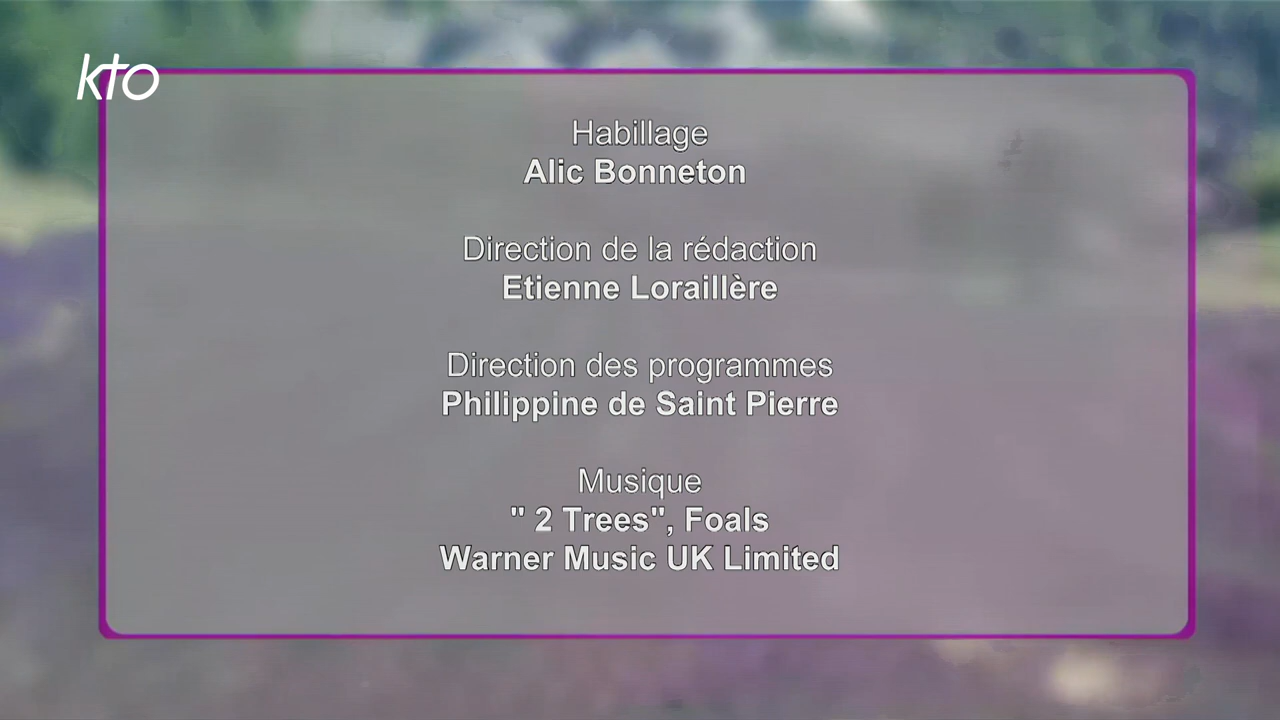 kto
Habillage
Alic Bonneton
Direction de la rédaction
Etienne Loraillère
Direction des programmes
Philippine de Saint Pierre
Musique
" 2 Trees", Foals
Warner Music UK Limited